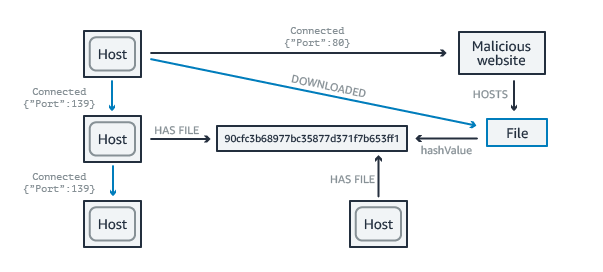 Connected
{"Port":80}
Host
Malicious
website
Connected
{"Port":139}
DOWNLOADED
HOSTS
HAS FILE
Host
90cfc3b68977bc35877d371f7b653ff1
File
hashValue
Connected
{"Port":139}
HAS FILE
Host
Host